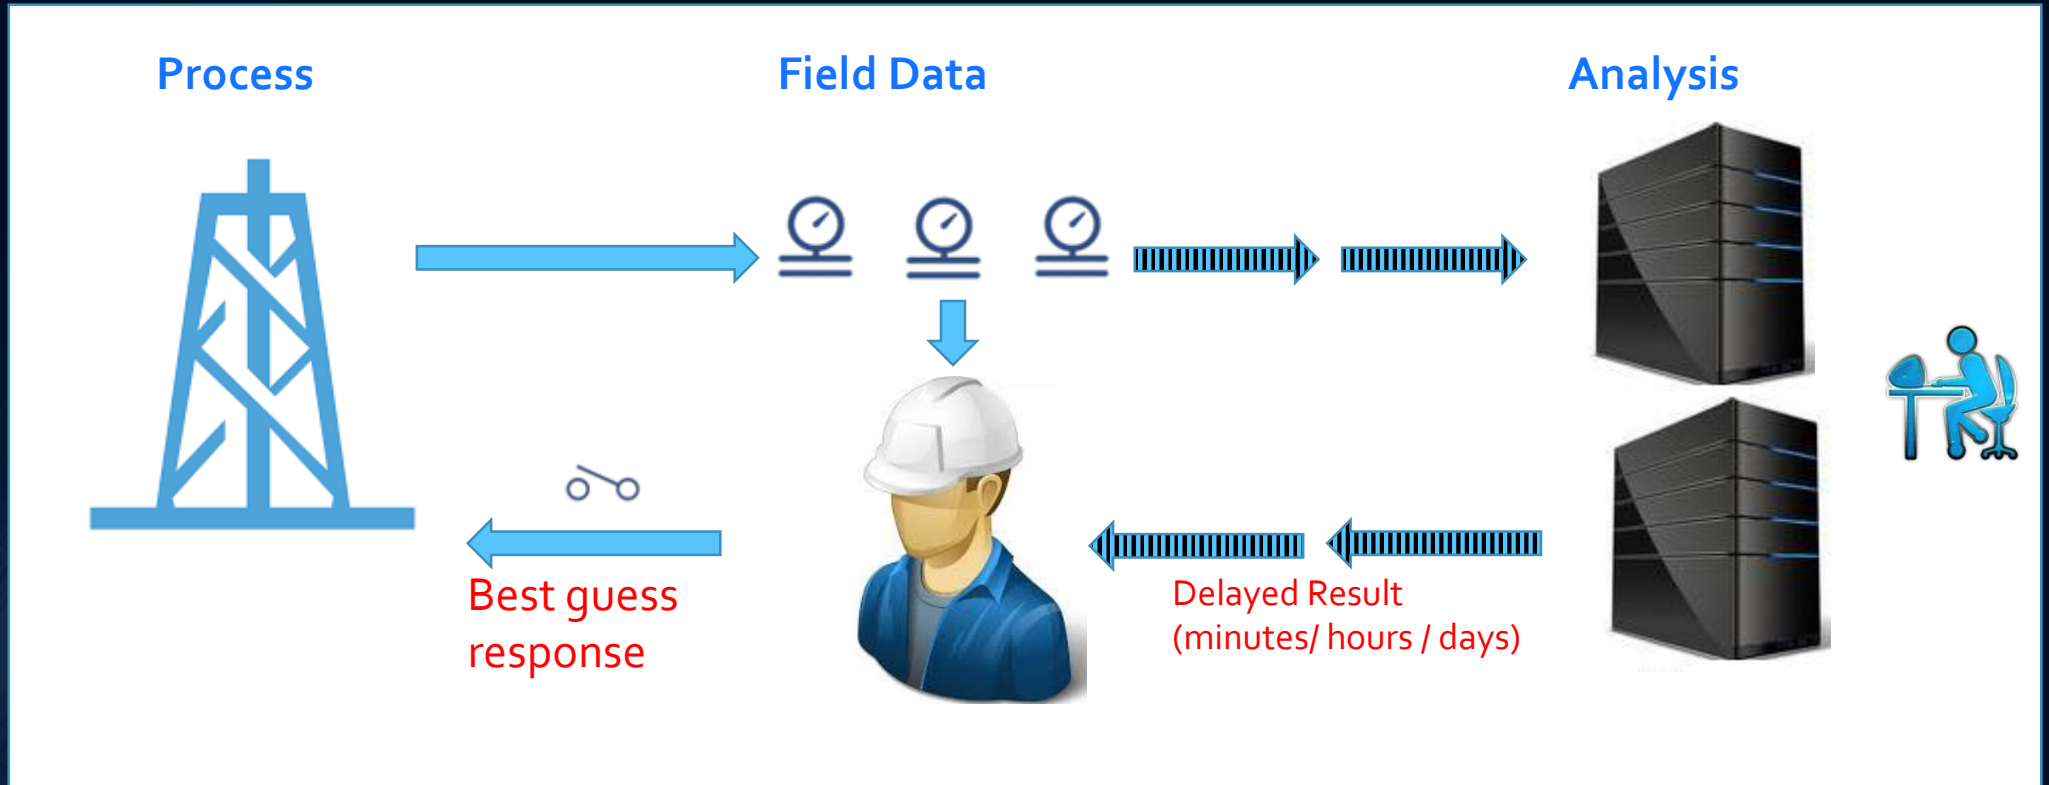 Process
Field Data
Analysis
Best guess
response
Delayed Result
(minutes/ hours / days)